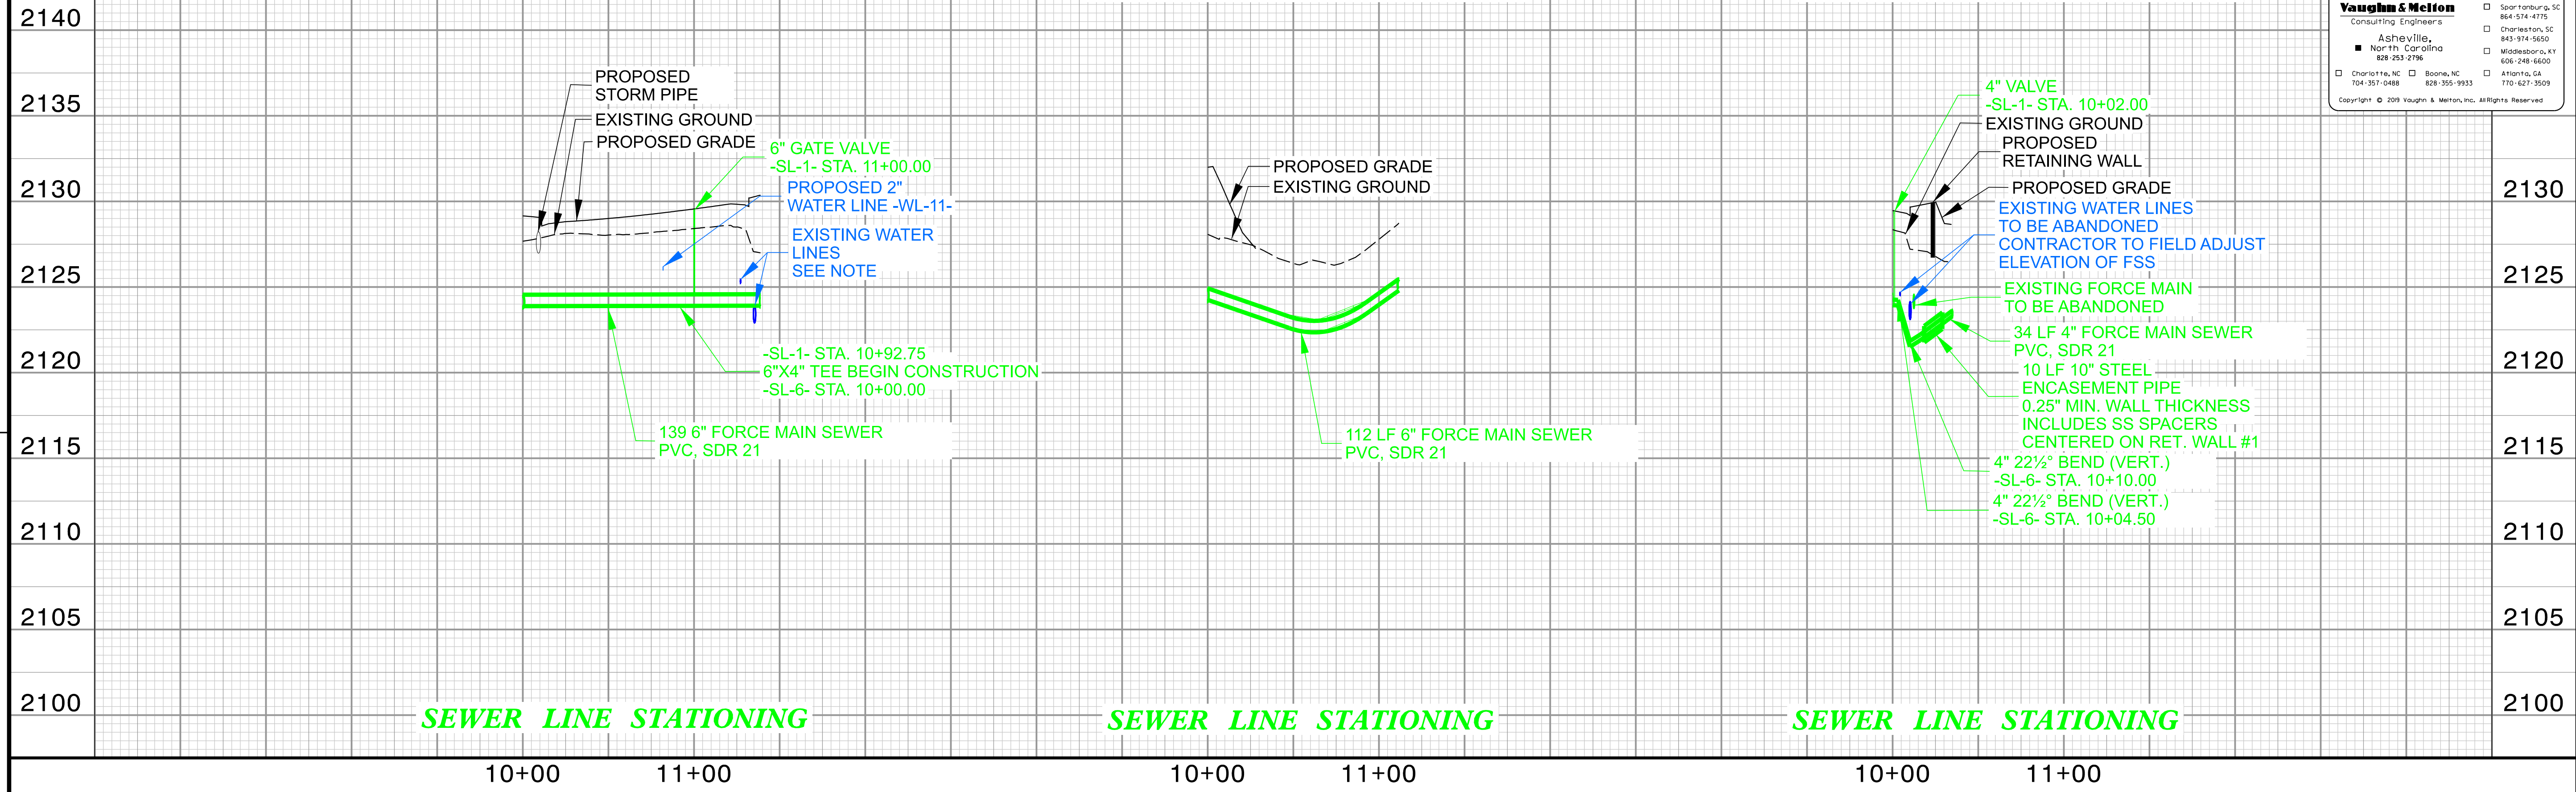 2140
2135
2130
2125
2120
2115
2110
2105
2100
PROPOSED
STORM PIPE
EXISTING GROUND
PROPOSED GRADE
6" GATE VALVE
-SL-1- STA. 11+00.00
PROPOSED 2"
WATER LINE -WL-11-
EXISTING WATER
LINES
SEE NOTE
-SL-1- STA. 10+92.75
6"X4" TEE BEGIN CONSTRUCTION
-SL-6- STA. 10+00.00
139 6" FORCE MAIN SEWER
PVC, SDR 21
SEWER LINE STATIONING
10+00 11+00
PROPOSED GRADE
EXISTING GROUND
112 LF 6" FORCE MAIN SEWER
PVC, SDR 21
SEWER LINE STATIONING
10+00 11+00
4" VALVE
-SL-1- STA. 10+02.00
EXISTING GROUND
PROPOSED
RETAINING WALL
PROPOSED GRADE
EXISTING WATER LINES
TO BE ABANDONED
CONTRACTOR TO FIELD ADJUST
ELEVATION OF FSS
EXISTING FORCE MAIN
TO BE ABANDONED
34 LF 4" FORCE MAIN SEWER
PVC, SDR 21
10 LF 10" STEEL
ENCASEMENT PIPE
0.25" MIN. WALL THICKNESS
INCLUDES SS SPACERS
CENTERED ON RET. WALL #1
4" 22½° BEND (VERT.)
-SL-6- STA. 10+10.00
4" 22½° BEND (VERT.)
-SL-6- STA. 10+04.50
SEWER LINE STATIONING
10+00 11+00
Vaughn & Melton
Consulting Engineers
Asheville,
North Carolina
828-253-2796
Charlotte, NC
704-357-0488
Boone, NC
828-355-9933
Spartanburg, SC
864-574-4775
Charleston, SC
843-974-5650
Middlesboro, KY
606-248-6600
Atlanta, GA
770-627-3509
Copyright © 2019 Vaughn & Melton, Inc. All Rights Reserved
2130
2125
2120
2115
2110
2105
2100